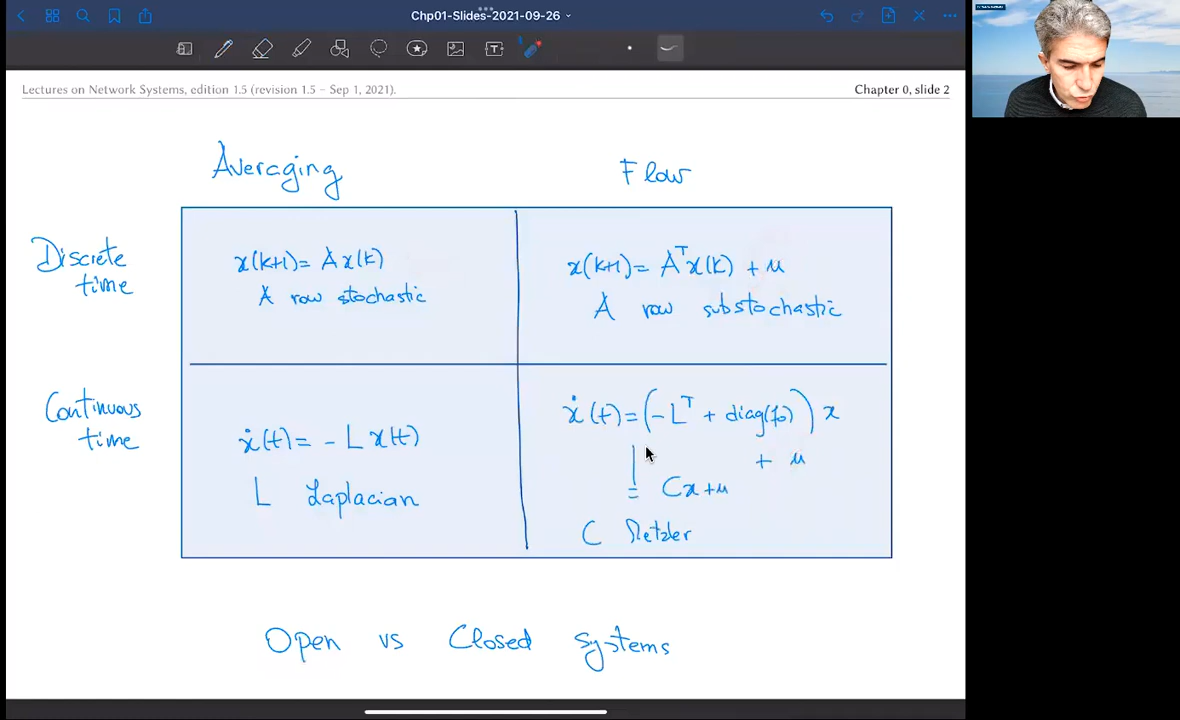 Chp01-Slides-2021-09-26
Lectures on Network Systems, edition 1.5 (revision 1.5 – Sep 1, 2021).
Chapter 0, slide 2
Averaging
Flow
Discrete
time
x(k+1)= A x(k)
A row stochastic
x(k+1)= Aᵀx(k) + u
A row substochastic
Continuous
time
ẋ(t)= - L x(t)
L Laplacian
ẋ(t)=(-Lᵀ + diag(f₀)) x
+ u
= Cx+u
C Metzler
Open vs Closed systems